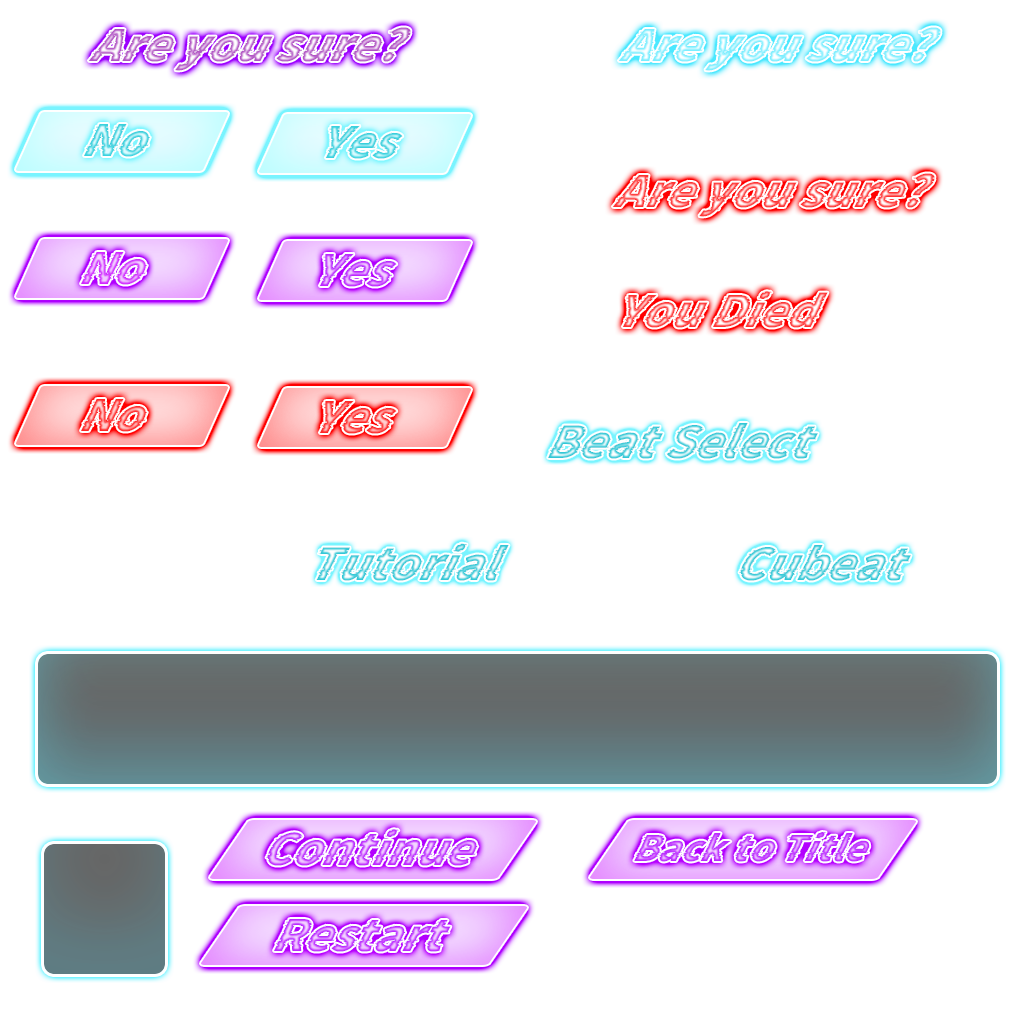 Are you sure?
Are you sure?
No
Yes
Are you sure?
No
Yes
You Died
No
Yes
Beat Select
Tutorial
Cubeat
Continue
Back to Title
Restart